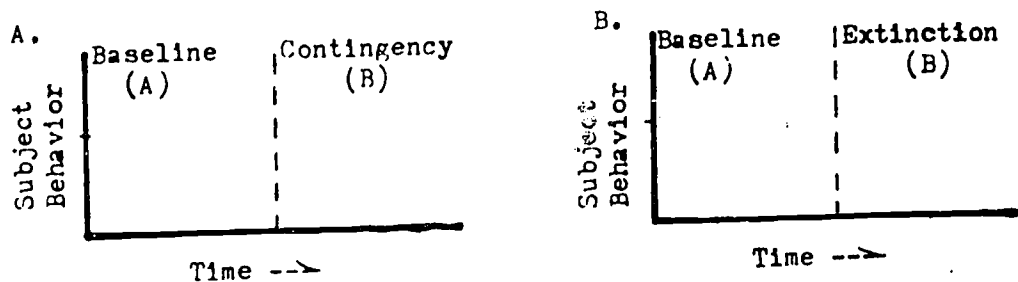 A.
Baseline
(A)
Contingency
(B)
Subject
Behavior
Time -->
B.
Baseline
(A)
Extinction
(B)
Subject
Behavior
Time -->